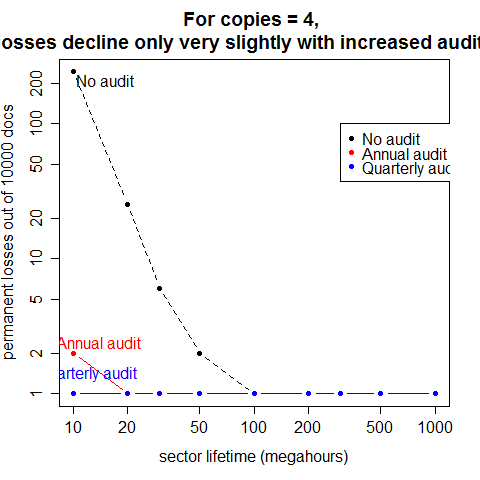 For copies = 4,
losses decline only very slightly with increased audit
permanent losses out of 10000 docs
200
100
50
20
10
5
2
1
No audit
Annual audit
arterly audit
No audit
Annual audit
Quarterly aud
10
20
50
100
200
500
1000
sector lifetime (megahours)